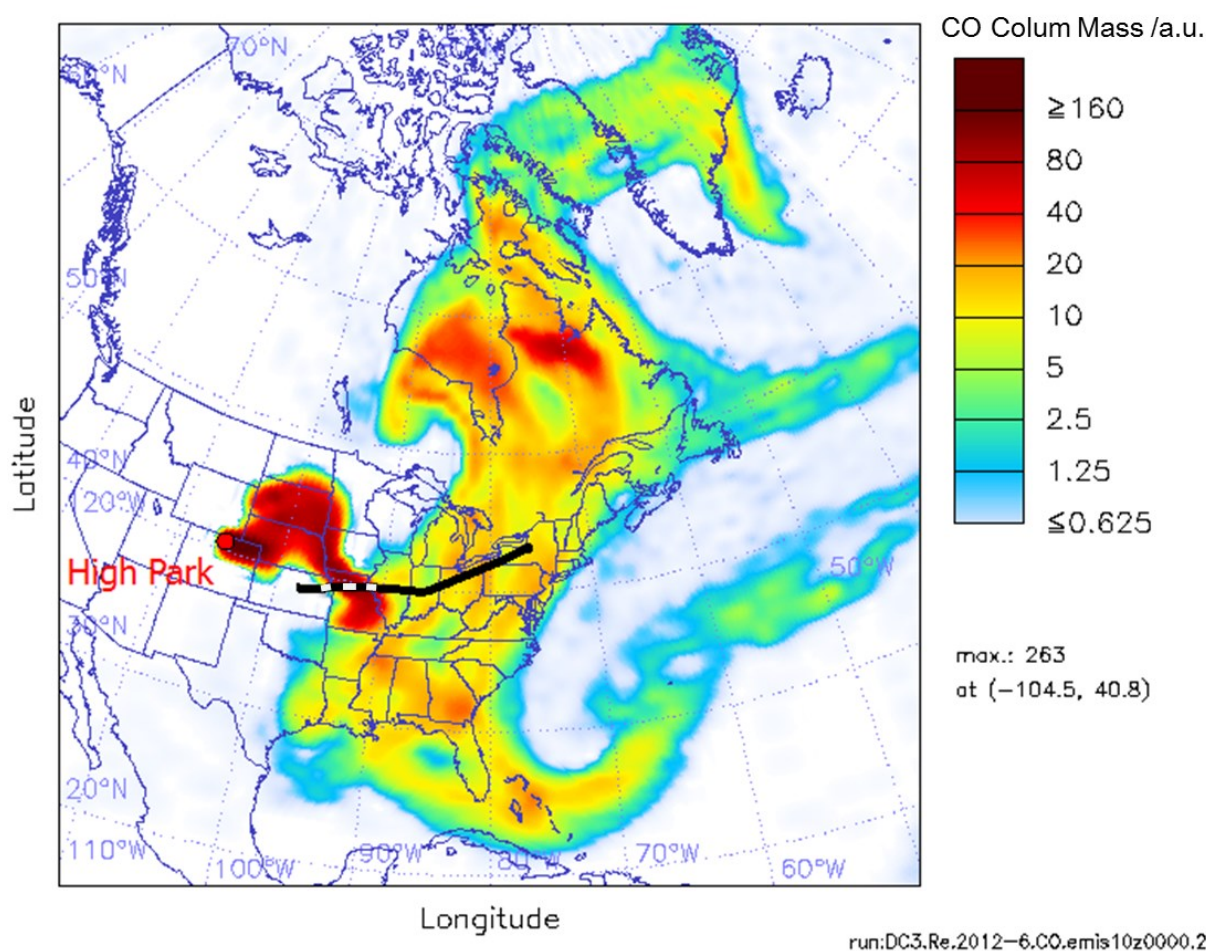 CO Colum Mass /a.u.
70°N
60°N
≧160
80
40
20
10
5
2.5
1.25
≦0.625
50°N
40°N
120°W
High Park
30°N
50°W
20°N
110°W
100°W
90°W
80°W
70°W
60°W
Latitude
Longitude
max.: 263
at (-104.5, 40.8)
run:DC3.Re.2012-6.CO.emis10z0000.2